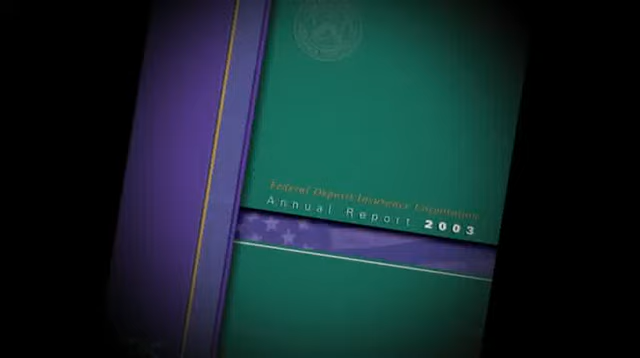 Federal Deposit Insurance Corporation
Annual Report 2003